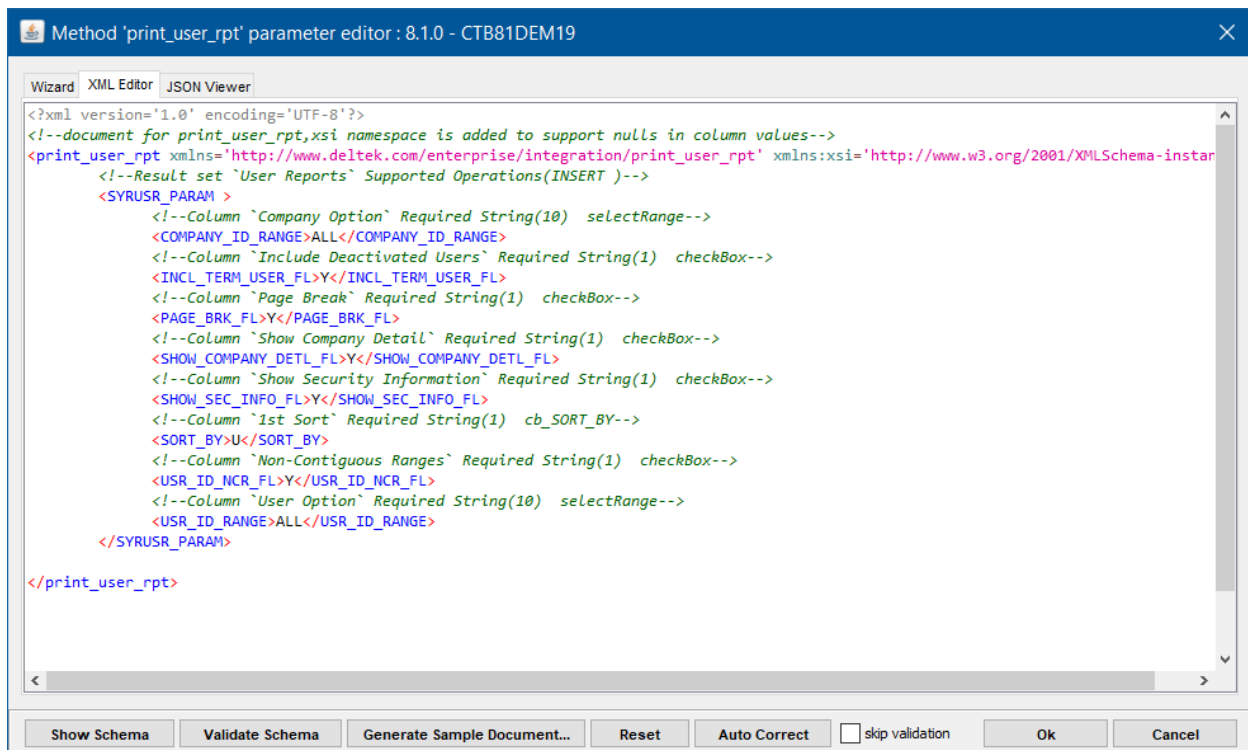 Method 'print_user_rpt' parameter editor : 8.1.0 - CTB81DEM19
Wizard XML Editor JSON Viewer
<?xml version='1.0' encoding='UTF-8'?>
<!--document for print_user_rpt,xsi namespace is added to support nulls in column values-->
<print_user_rpt xmlns='http://www.deltek.com/enterprise/integration/print_user_rpt' xmlns:xsi='http://www.w3.org/2001/XMLSchema-instan
<!--Result set `User Reports` Supported Operations(INSERT )-->
<SYRUSR_PARAM >
<!--Column `Company Option` Required String(10)  selectRange-->
<COMPANY_ID_RANGE>ALL</COMPANY_ID_RANGE>
<!--Column `Include Deactivated Users` Required String(1)  checkBox-->
<INCL_TERM_USER_FL>Y</INCL_TERM_USER_FL>
<!--Column `Page Break` Required String(1)  checkBox-->
<PAGE_BRK_FL>Y</PAGE_BRK_FL>
<!--Column `Show Company Detail` Required String(1)  checkBox-->
<SHOW_COMPANY_DETL_FL>Y</SHOW_COMPANY_DETL_FL>
<!--Column `Show Security Information` Required String(1)  checkBox-->
<SHOW_SEC_INFO_FL>Y</SHOW_SEC_INFO_FL>
<!--Column `1st Sort` Required String(1)  cb_SORT_BY-->
<SORT_BY>U</SORT_BY>
<!--Column `Non-Contiguous Ranges` Required String(1)  checkBox-->
<USR_ID_NCR_FL>Y</USR_ID_NCR_FL>
<!--Column `User Option` Required String(10)  selectRange-->
<USR_ID_RANGE>ALL</USR_ID_RANGE>
</SYRUSR_PARAM>
</print_user_rpt>
Show Schema Validate Schema Generate Sample Document... Reset Auto Correct skip validation Ok Cancel